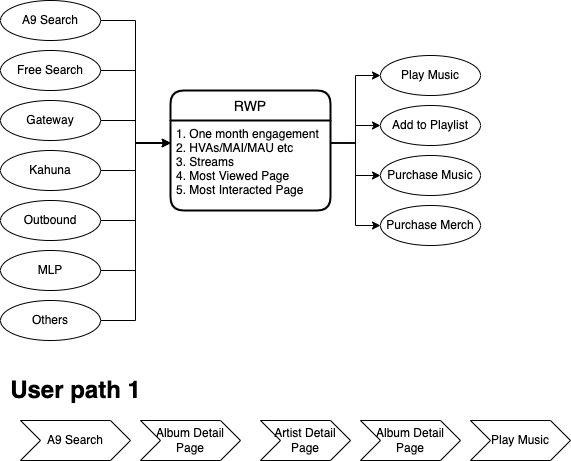 A9 Search
Free Search
Gateway
Kahuna
Outbound
MLP
Others
RWP
1. One month engagement
2. HVAs/MAI/MAU etc
3. Streams
4. Most Viewed Page
5. Most Interacted Page
Play Music
Add to Playlist
Purchase Music
Purchase Merch
User path 1
A9 Search
Album Detail
Page
Artist Detail
Page
Album Detail
Page
Play Music